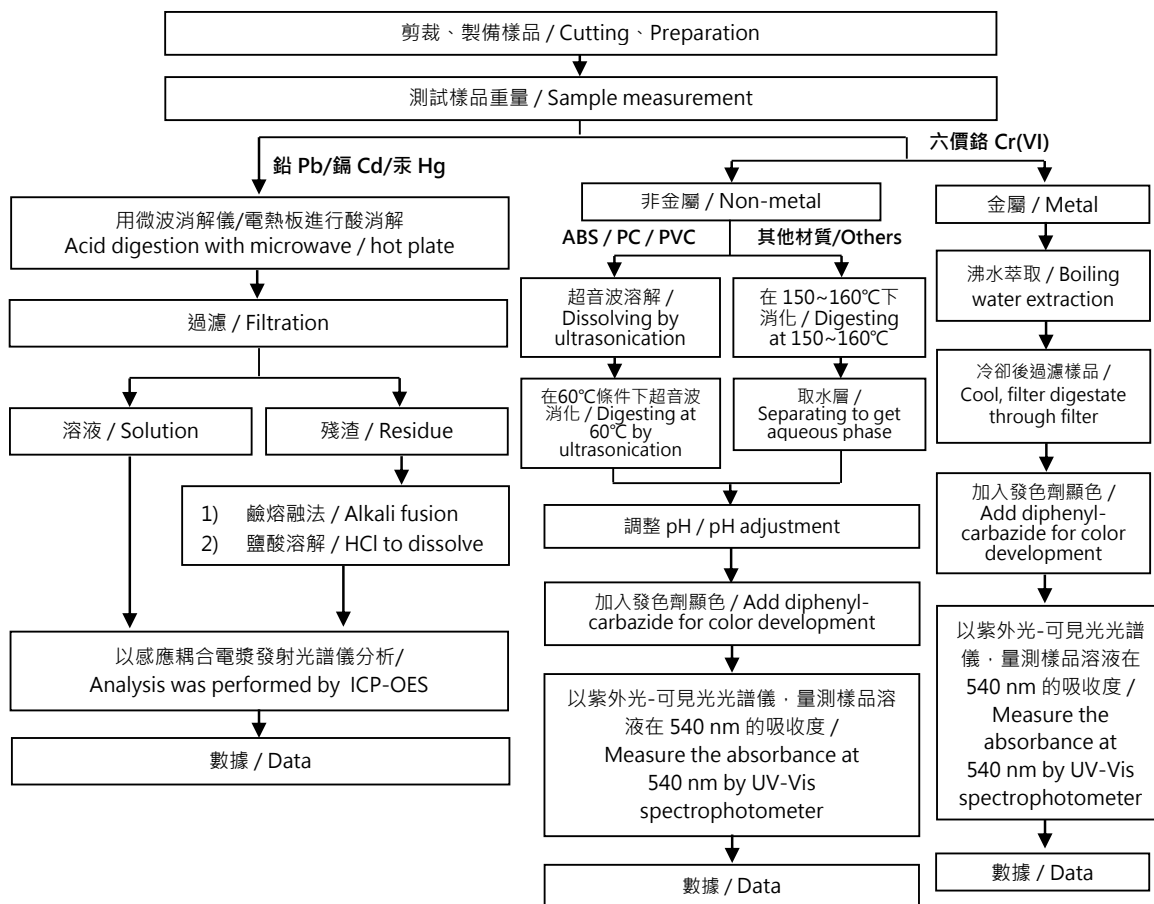 剪裁、製備樣品 / Cutting、Preparation
測試樣品重量 / Sample measurement
鉛 Pb/鎘 Cd/汞 Hg
用微波消解儀/電熱板進行酸消解
Acid digestion with microwave / hot plate
過濾 / Filtration
溶液 / Solution
殘渣 / Residue
1) 鹼熔融法 / Alkali fusion
2) 鹽酸溶解 / HCl to dissolve
以感應耦合電漿發射光譜儀分析/
Analysis was performed by ICP-OES
數據 / Data
六價鉻 Cr(VI)
非金屬 / Non-metal
ABS / PC / PVC
超音波溶解 /
Dissolving by
ultrasonication
在60℃條件下超音波
消化 / Digesting at
60℃ by
ultrasonication
其他材質/Others
在 150~160℃下
消化 / Digesting
at 150~160℃
取水層 /
Separating to get
aqueous phase
調整 pH / pH adjustment
加入發色劑顯色 / Add diphenyl-
carbazide for color development
以紫外光-可見光光譜儀，量測樣品溶
液在 540 nm 的吸收度 /
Measure the absorbance at
540 nm by UV-Vis
spectrophotometer
數據 / Data
金屬 / Metal
沸水萃取 / Boiling
water extraction
冷卻後過濾樣品 /
Cool, filter digestate
through filter
加入發色劑顯色 /
Add diphenyl-
carbazide for color
development
以紫外光-可見光光譜
儀，量測樣品溶液在
540 nm 的吸收度 /
Measure the
absorbance at
540 nm by UV-Vis
spectrophotometer
數據 / Data